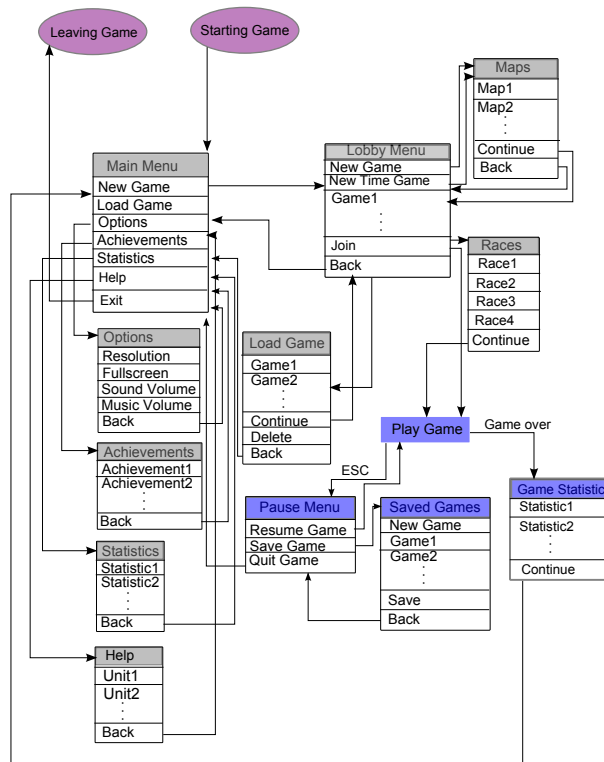 Leaving Game
Starting Game
Maps
Map1
Map2
Continue
Back
Main Menu
New Game
Load Game
Options
Achievements
Statistics
Help
Exit
Lobby Menu
New Game
New Time Game
Game1
Join
Back
Races
Race1
Race2
Race3
Race4
Continue
Options
Resolution
Fullscreen
Sound Volume
Music Volume
Back
Load Game
Game1
Game2
Continue
Delete
Back
Play Game
Game over
ESC
Achievements
Achievement1
Achievement2
Back
Pause Menu
Resume Game
Save Game
Quit Game
Saved Games
New Game
Game1
Game2
Save
Back
Game Statistic
Statistic1
Statistic2
Continue
Statistics
Statistic1
Statistic2
Back
Help
Unit1
Unit2
Back